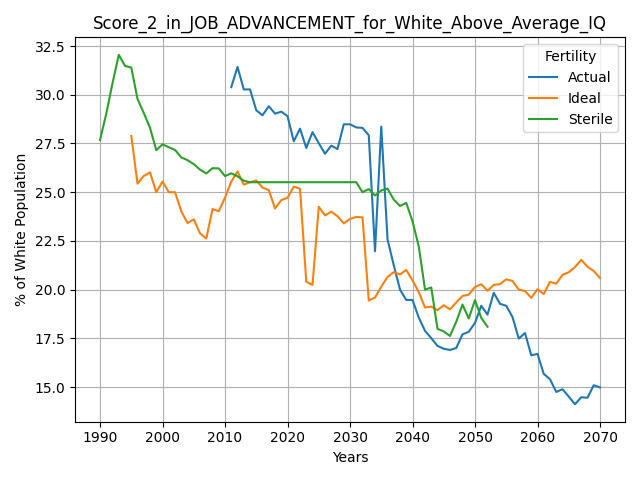 Score_2_in_JOB_ADVANCEMENT_for_White_Above_Average_IQ
Fertility
Actual
Ideal
Sterile
% of White Population
32.5
30.0
27.5
25.0
22.5
20.0
17.5
15.0
1990 2000 2010 2020 2030 2040 2050 2060 2070
Years